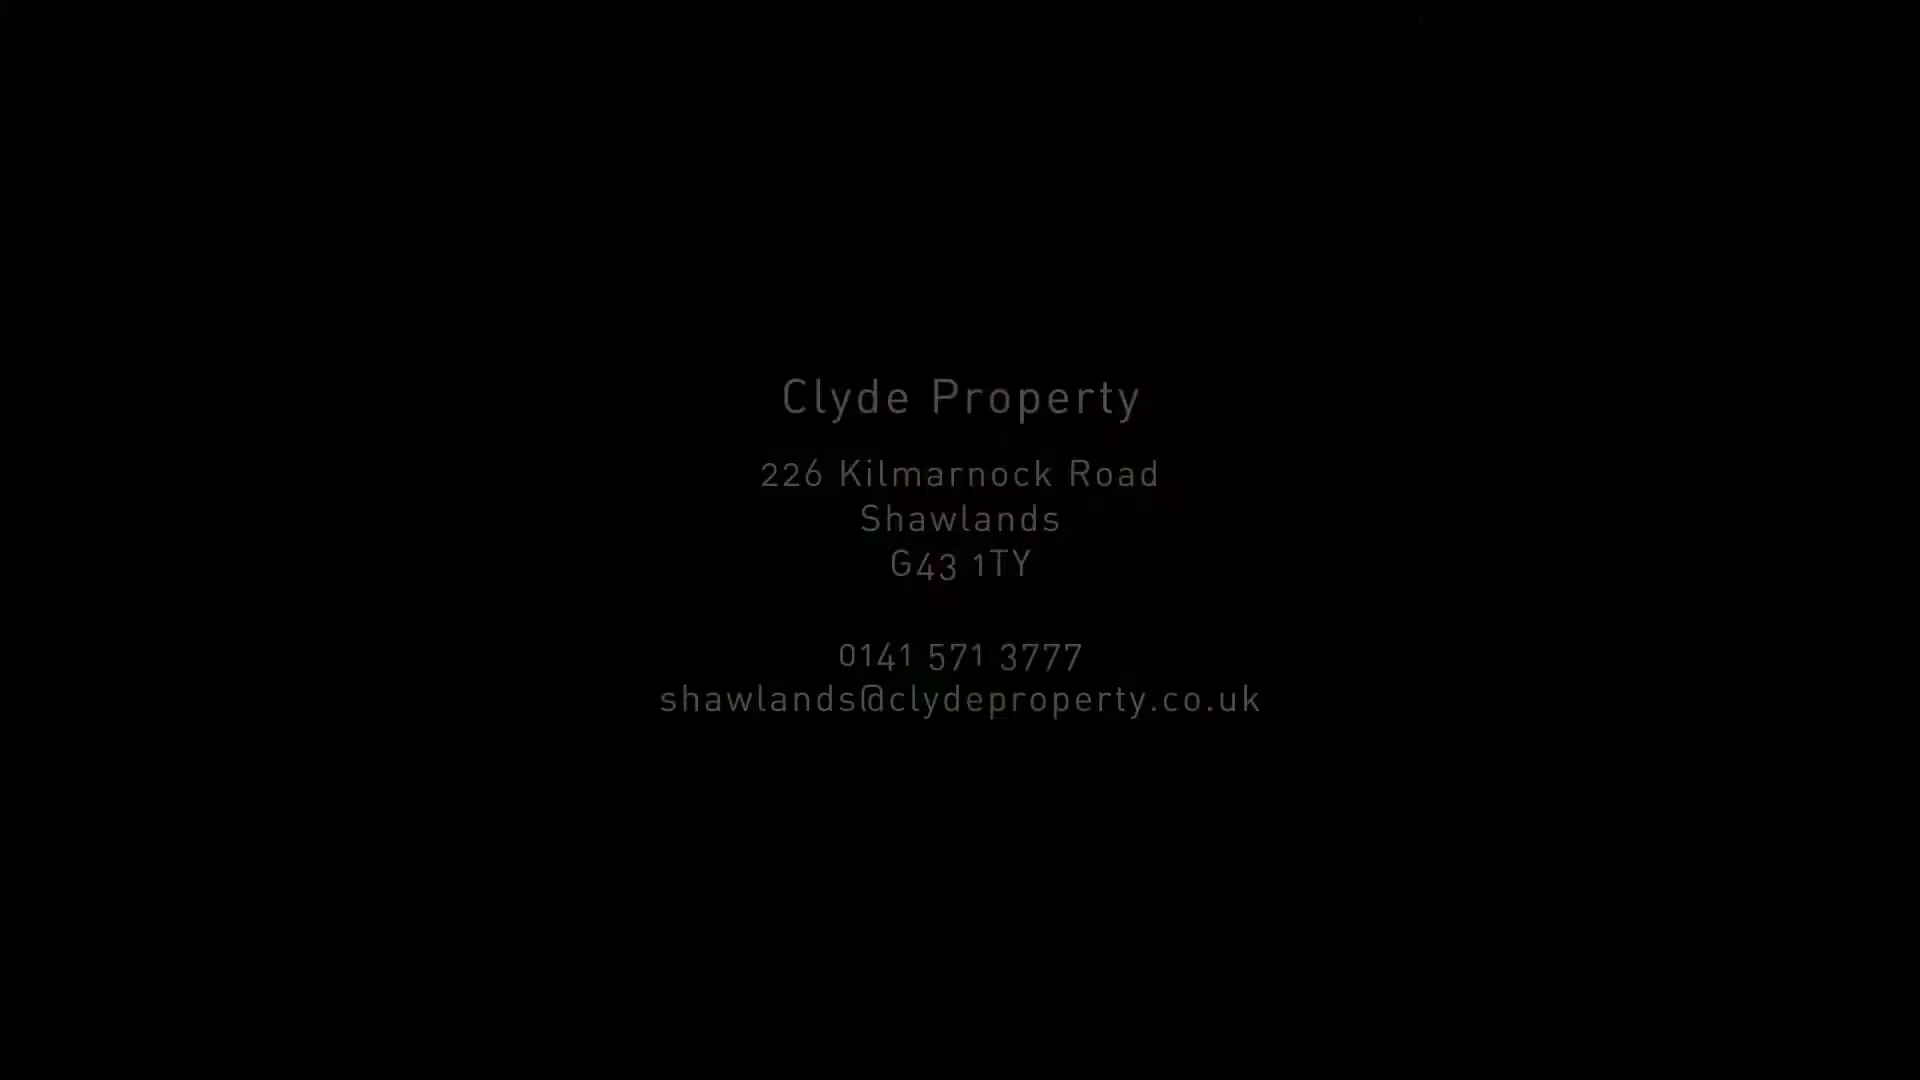 Clyde Property
226 Kilmarnock Road
Shawlands
G43 1TY
0141 571 3777
shawlands@clydeproperty.co.uk